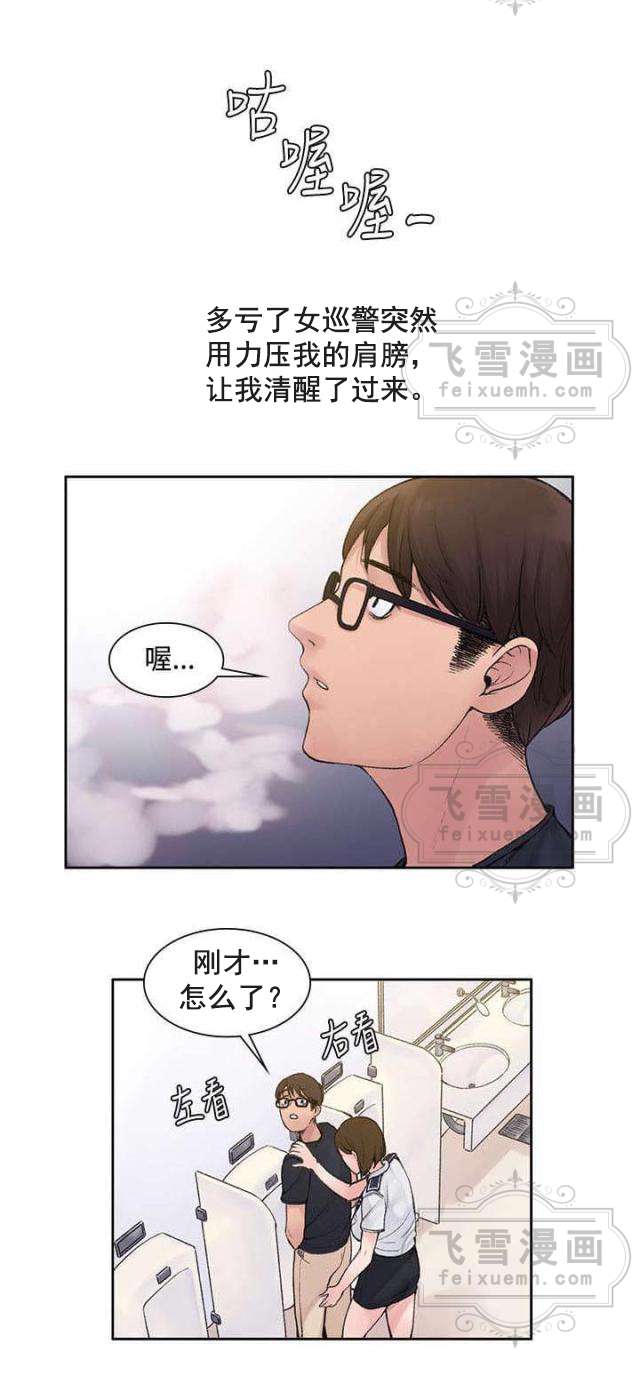 咕
喔
喔~
多亏了女巡警突然
用力压我的肩膀，
让我清醒了过来。
飞雪漫画
feixuemh.com
喔...
飞雪漫画
feixuemh.com
刚才…
怎么了？
右看
左看
飞雪漫画
feixuemh.com